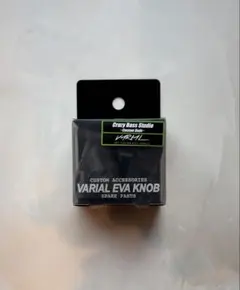 Crazy Bass Studio
VARIAL
CUSTOM ACCESSORIES
VARIAL EVA KNOB
SPARE PARTS